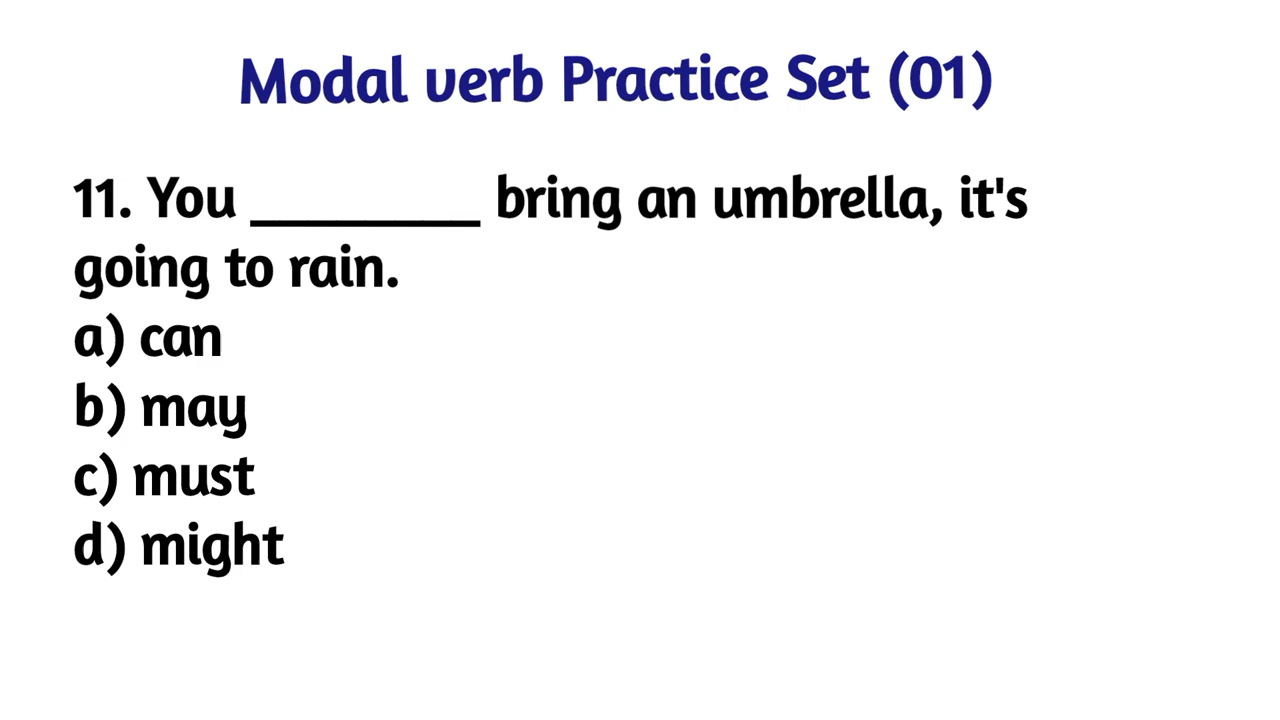 Modal verb Practice Set (01)
11. You ________ bring an umbrella, it's
going to rain.
a) can
b) may
c) must
d) might